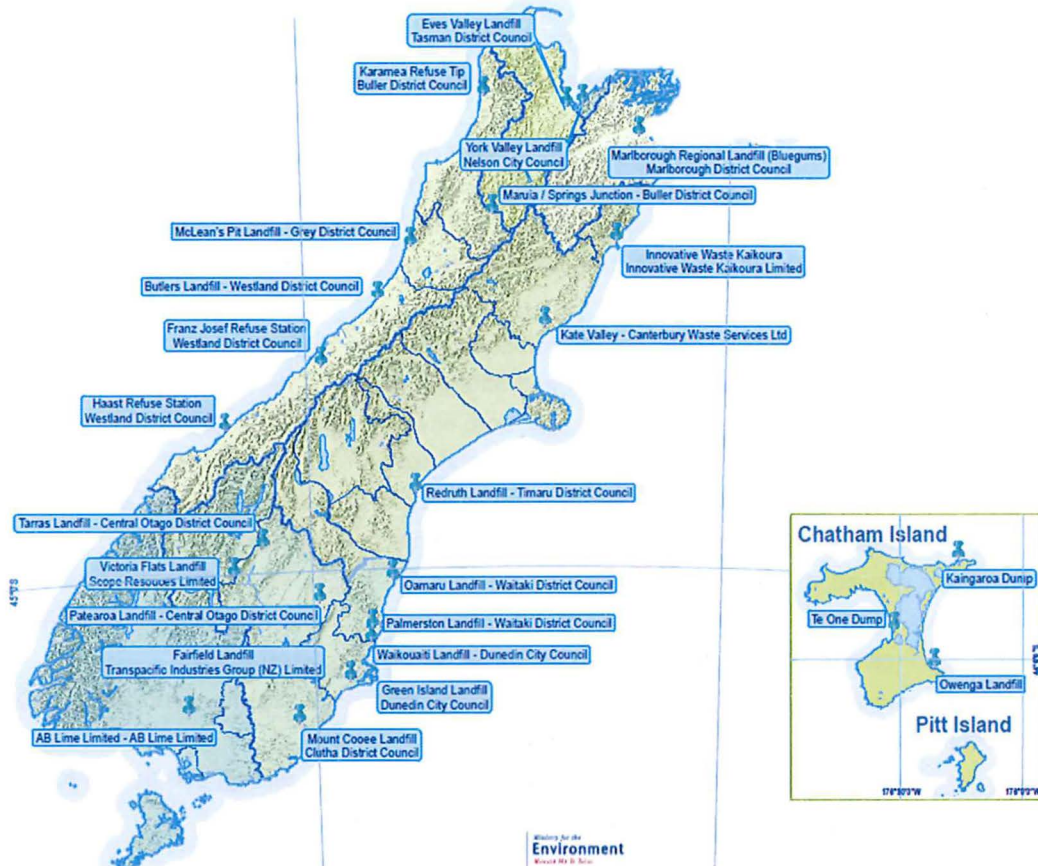 Eves Valley Landfill
Tasman District Council
Karamea Refuse Tip
Buller District Council
York Valley Landfill
Nelson City Council
Marlborough Regional Landfill (Bluegums)
Marlborough District Council
Maruia / Springs Junction - Buller District Council
McLean's Pit Landfill - Grey District Council
Innovative Waste Kaikoura
Innovative Waste Kaikoura Limited
Butlers Landfill - Westland District Council
Kate Valley - Canterbury Waste Services Ltd
Franz Josef Refuse Station
Westland District Council
Haast Refuse Station
Westland District Council
Redruth Landfill - Timaru District Council
Tarras Landfill - Central Otago District Council
Victoria Flats Landfill
Scope Resouces Limited
45°0'S
Oamaru Landfill - Waitaki District Council
Patearoa Landfill - Central Otago District Council
Palmerston Landfill - Waitaki District Council
Waikouaiti Landfill - Dunedin City Council
Fairfield Landfill
Transpacific Industries Group (NZ) Limited
Green Island Landfill
Dunedin City Council
AB Lime Limited - AB Lime Limited
Mount Cooee Landfill
Clutha District Council
Chatham Island
Kaingaroa Dump
Te One Dump
Owenga Landfill
Pitt Island
Ministry for the
Environment